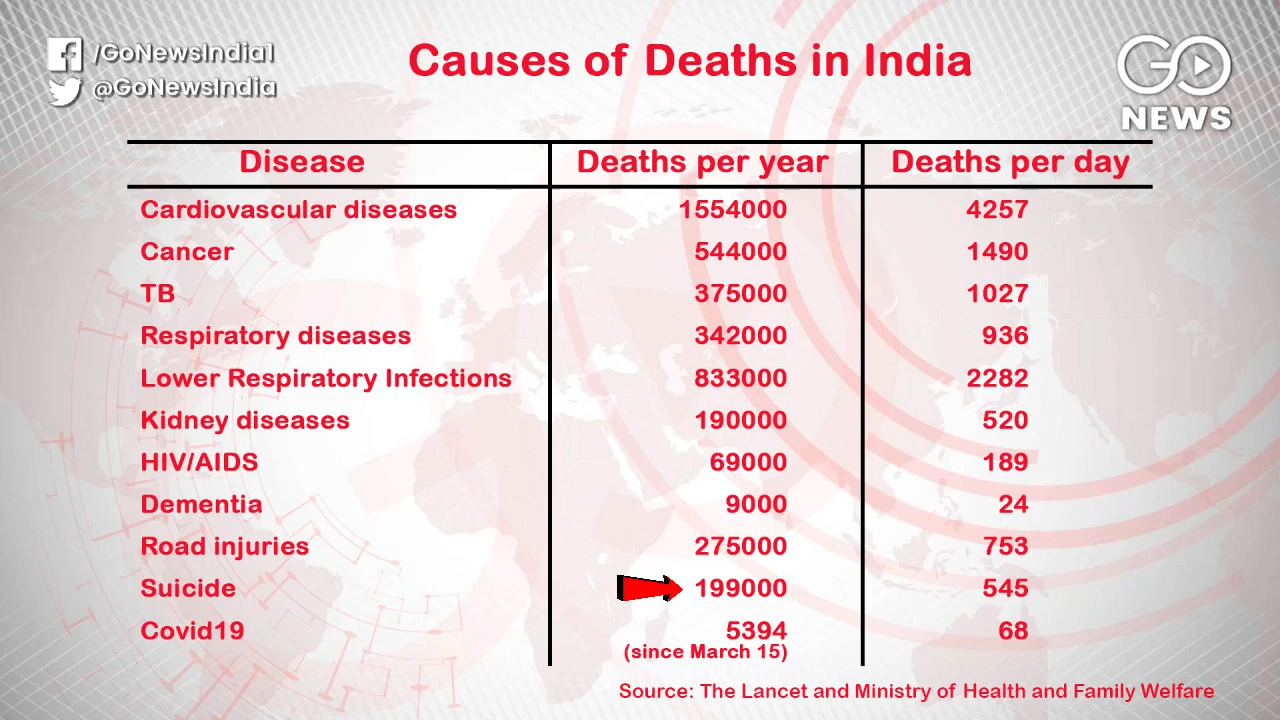 /GoNewsIndia1
@GoNewsIndia
Causes of Deaths in India
GO
NEWS
Disease Deaths per year Deaths per day
Cardiovascular diseases 1554000 4257
Cancer 544000 1490
TB 375000 1027
Respiratory diseases 342000 936
Lower Respiratory Infections 833000 2282
Kidney diseases 190000 520
HIV/AIDS 69000 189
Dementia 9000 24
Road injuries 275000 753
Suicide 199000 545
Covid19 5394 68
(since March 15)
Source: The Lancet and Ministry of Health and Family Welfare